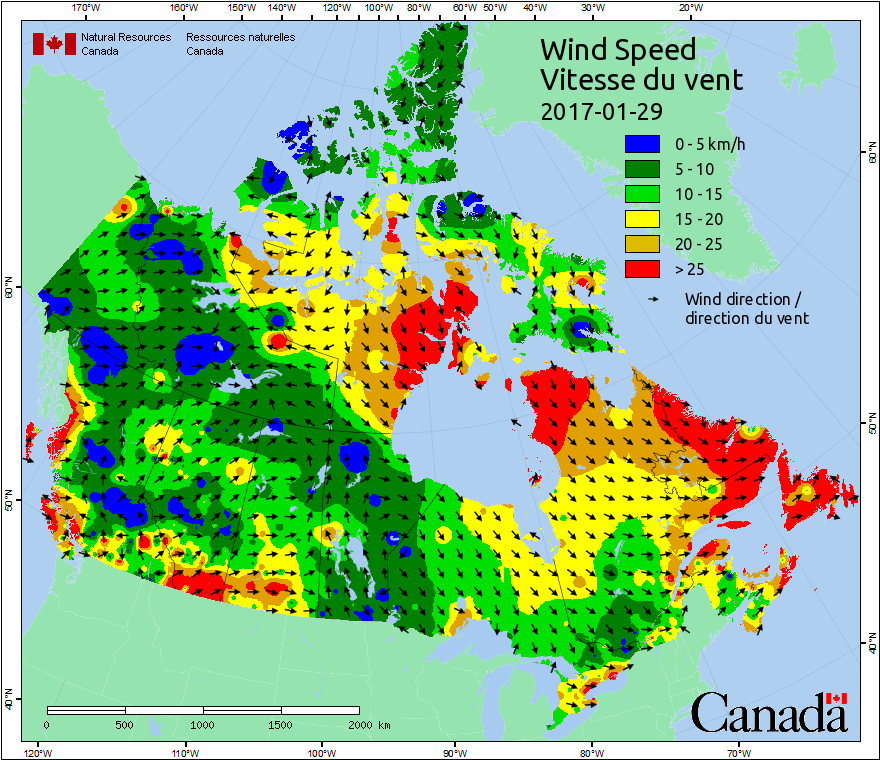 170°W 160°W 150°W 140°W 130°W 120°W 110°W 100°W 90°W 80°W 70°W 60°W 50°W 40°W 30°W 20°W
Natural Resources Canada
Ressources naturelles Canada
Wind Speed
Vitesse du vent
2017-01-29
0 - 5 km/h
5 - 10
10 - 15
15 - 20
20 - 25
> 25
Wind direction /
direction du vent
60°N
60°N
50°N
50°N
40°N
40°N
0 500 1000 1500 2000 km
Canada
120°W 110°W 100°W 90°W 80°W 70°W